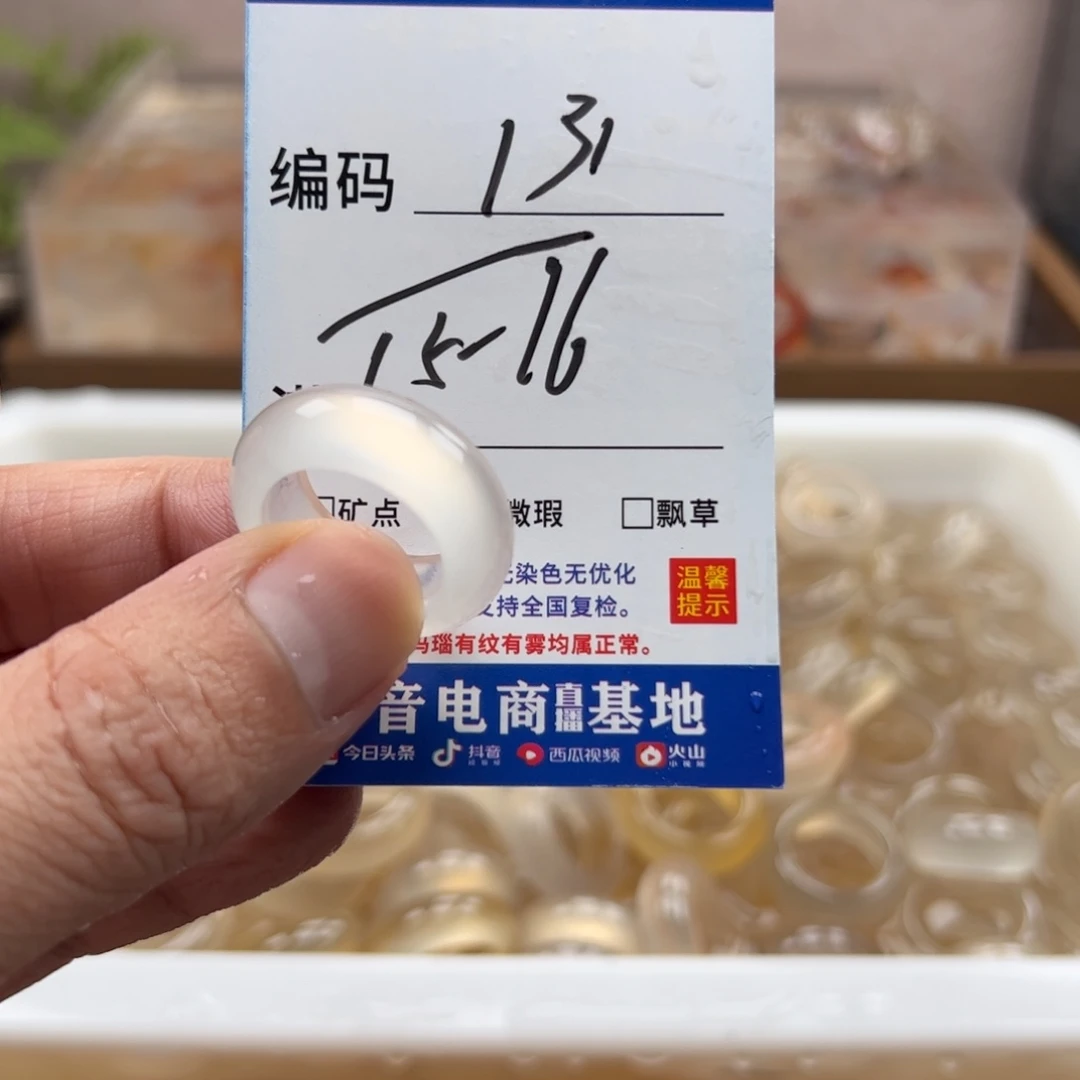 编码 131
15-16
矿点 微瑕 □飘草
染色无优化
支持全国复检。
温馨
提示
玛瑙有纹有雾均属正常。
音电商直播基地
今日头条 抖音 西瓜视频 火山